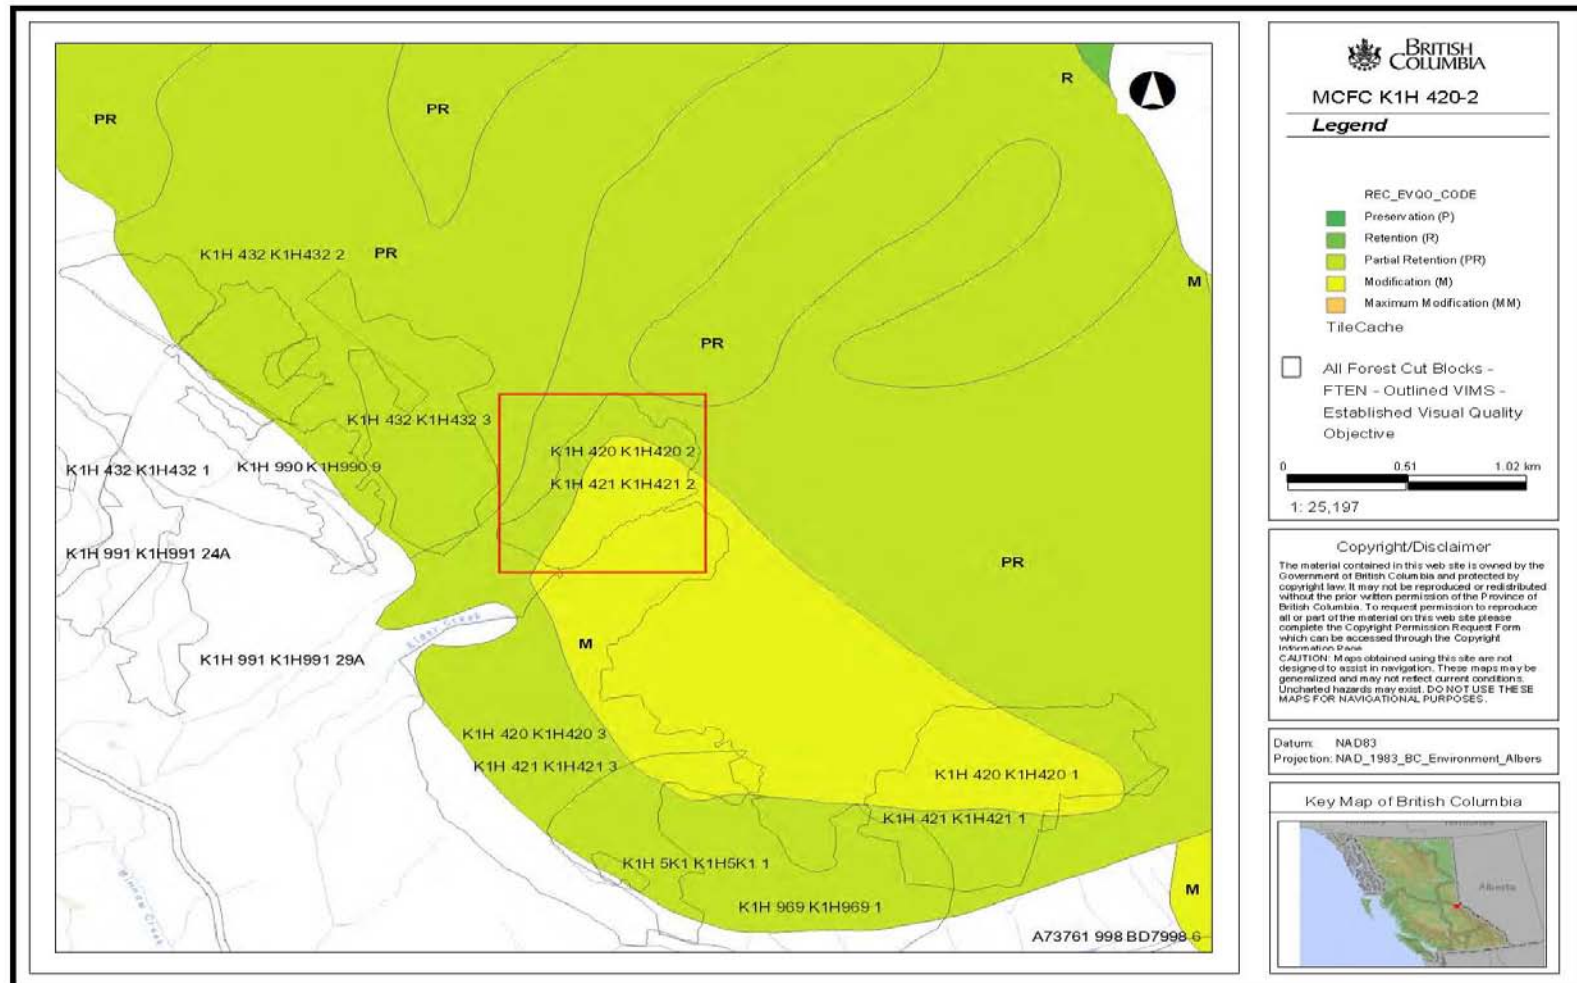 PR
PR
R
K1H 432 K1H432 2
PR
M
PR
K1H 432 K1H432 3
K1H 420 K1H420 2
K1H 432 K1H432 1
K1H 990 K1H990 9
K1H 421 K1H421 2
K1H 991 K1H991 24A
PR
K1H 991 K1H991 29A
M
K1H 420 K1H420 3
K1H 421 K1H421 3
K1H 420 K1H420 1
K1H 421 K1H421 1
K1H 5K1 K1H5K1 1
K1H 969 K1H969 1
M
A73761 998 BD7998 6
Creek
Creek
BRITISH
COLUMBIA
MCFC K1H 420-2
Legend
REC_EVQO_CODE
Preservation (P)
Retention (R)
Partial Retention (PR)
Modification (M)
Maximum Modification (MM)
TileCache
All Forest Cut Blocks -
FTEN - Outlined VIMS -
Established Visual Quality
Objective
0 0.51 1.02 km
1: 25,197
Copyright/Disclaimer
The material contained in this web site is owned by the
Government of British Columbia and protected by
copyright law. It may not be reproduced or redistributed
without the prior written permission of the Province of
British Columbia. To request permission to reproduce
all or part of the material on this web site please
complete the Copyright Permission Request Form
which can be accessed through the Copyright
Information Page
CAUTION: Maps obtained using this site are not
designed to assist in navigation. These maps may be
generalized and may not reflect current conditions.
Uncharted hazards may exist. DO NOT USE THESE
MAPS FOR NAVIGATIONAL PURPOSES.
Datum: NAD83
Projection: NAD_1983_BC_Environment_Albers
Key Map of British Columbia
Alberta